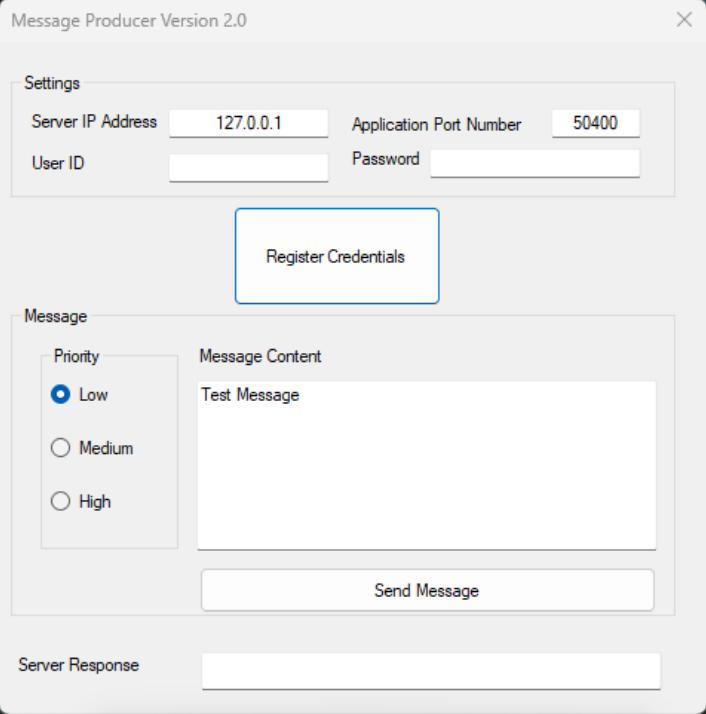 Message Producer Version 2.0
Settings
Server IP Address 127.0.0.1 Application Port Number 50400
User ID Password
Register Credentials
Message
Priority Message Content
Low Test Message
Medium
High
Send Message
Server Response